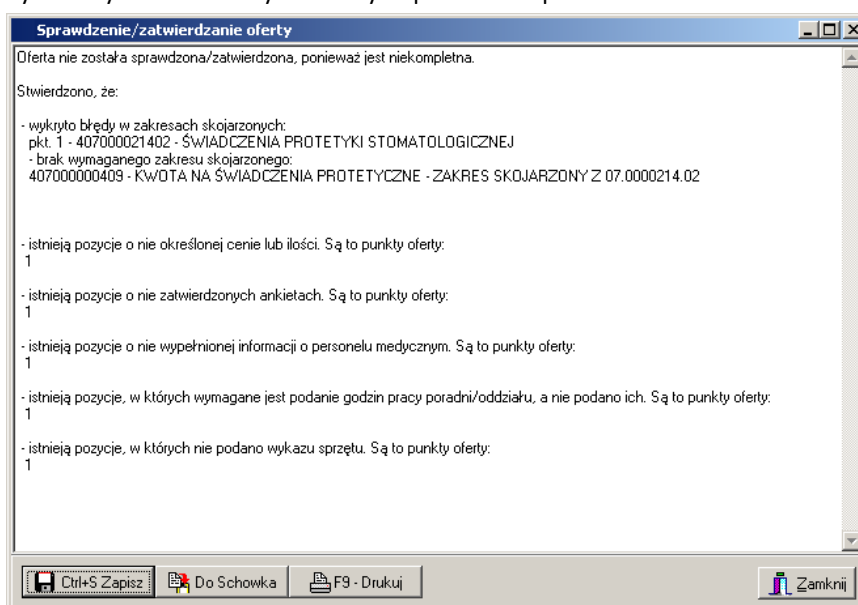 Sprawdzenie/zatwierdzanie oferty
Oferta nie została sprawdzona/zatwierdzona, ponieważ jest niekompletna.
Stwierdzono, że:
- wykryto błędy w zakresach skojarzonych:
pkt. 1 - 407000021402 - ŚWIADCZENIA PROTETYKI STOMATOLOGICZNEJ
- brak wymaganego zakresu skojarzonego:
407000000409 - KWOTA NA ŚWIADCZENIA PROTETYCZNE - ZAKRES SKOJARZONY Z 07.0000214.02
- istnieją pozycje o nie określonej cenie lub ilości. Są to punkty oferty:
1
- istnieją pozycje o nie zatwierdzonych ankietach. Są to punkty oferty:
1
- istnieją pozycje o nie wypełnionej informacji o personelu medycznym. Są to punkty oferty:
1
- istnieją pozycje, w których wymagane jest podanie godzin pracy poradni/oddziału, a nie podano ich. Są to punkty oferty:
1
- istnieją pozycje, w których nie podano wykazu sprzętu. Są to punkty oferty:
1
Ctrl+S Zapisz Do Schowka F9 - Drukuj Zamknij